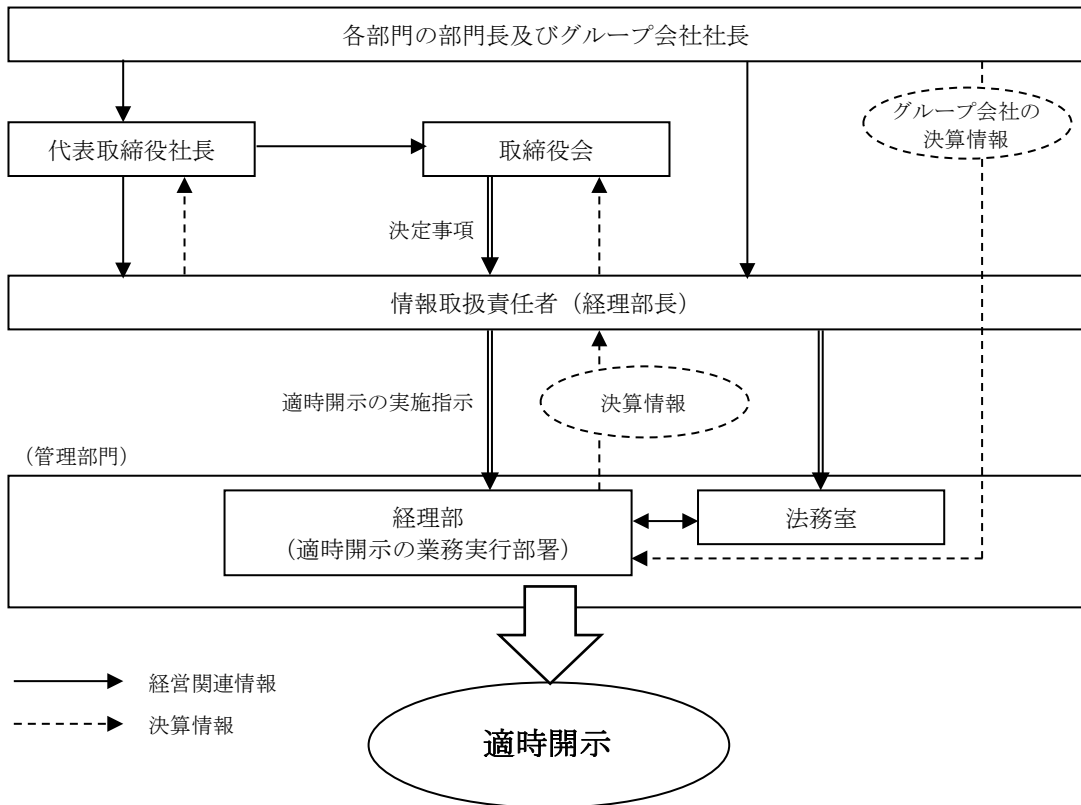 各部門の部門長及びグループ会社社長
グループ会社の
決算情報
代表取締役社長
取締役会
決定事項
情報取扱責任者（経理部長）
適時開示の実施指示
決算情報
（管理部門）
経理部
（適時開示の業務実行部署）
法務室
経営関連情報
決算情報
適時開示